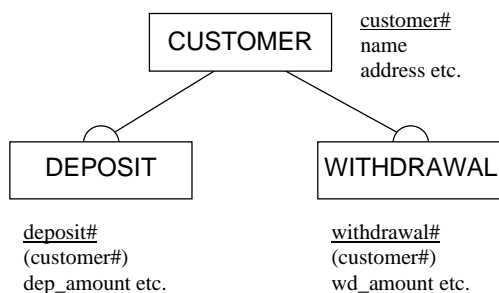 CUSTOMER
customer#
name
address etc.
DEPOSIT
WITHDRAWAL
deposit#
(customer#)
dep_amount etc.
withdrawal#
(customer#)
wd_amount etc.